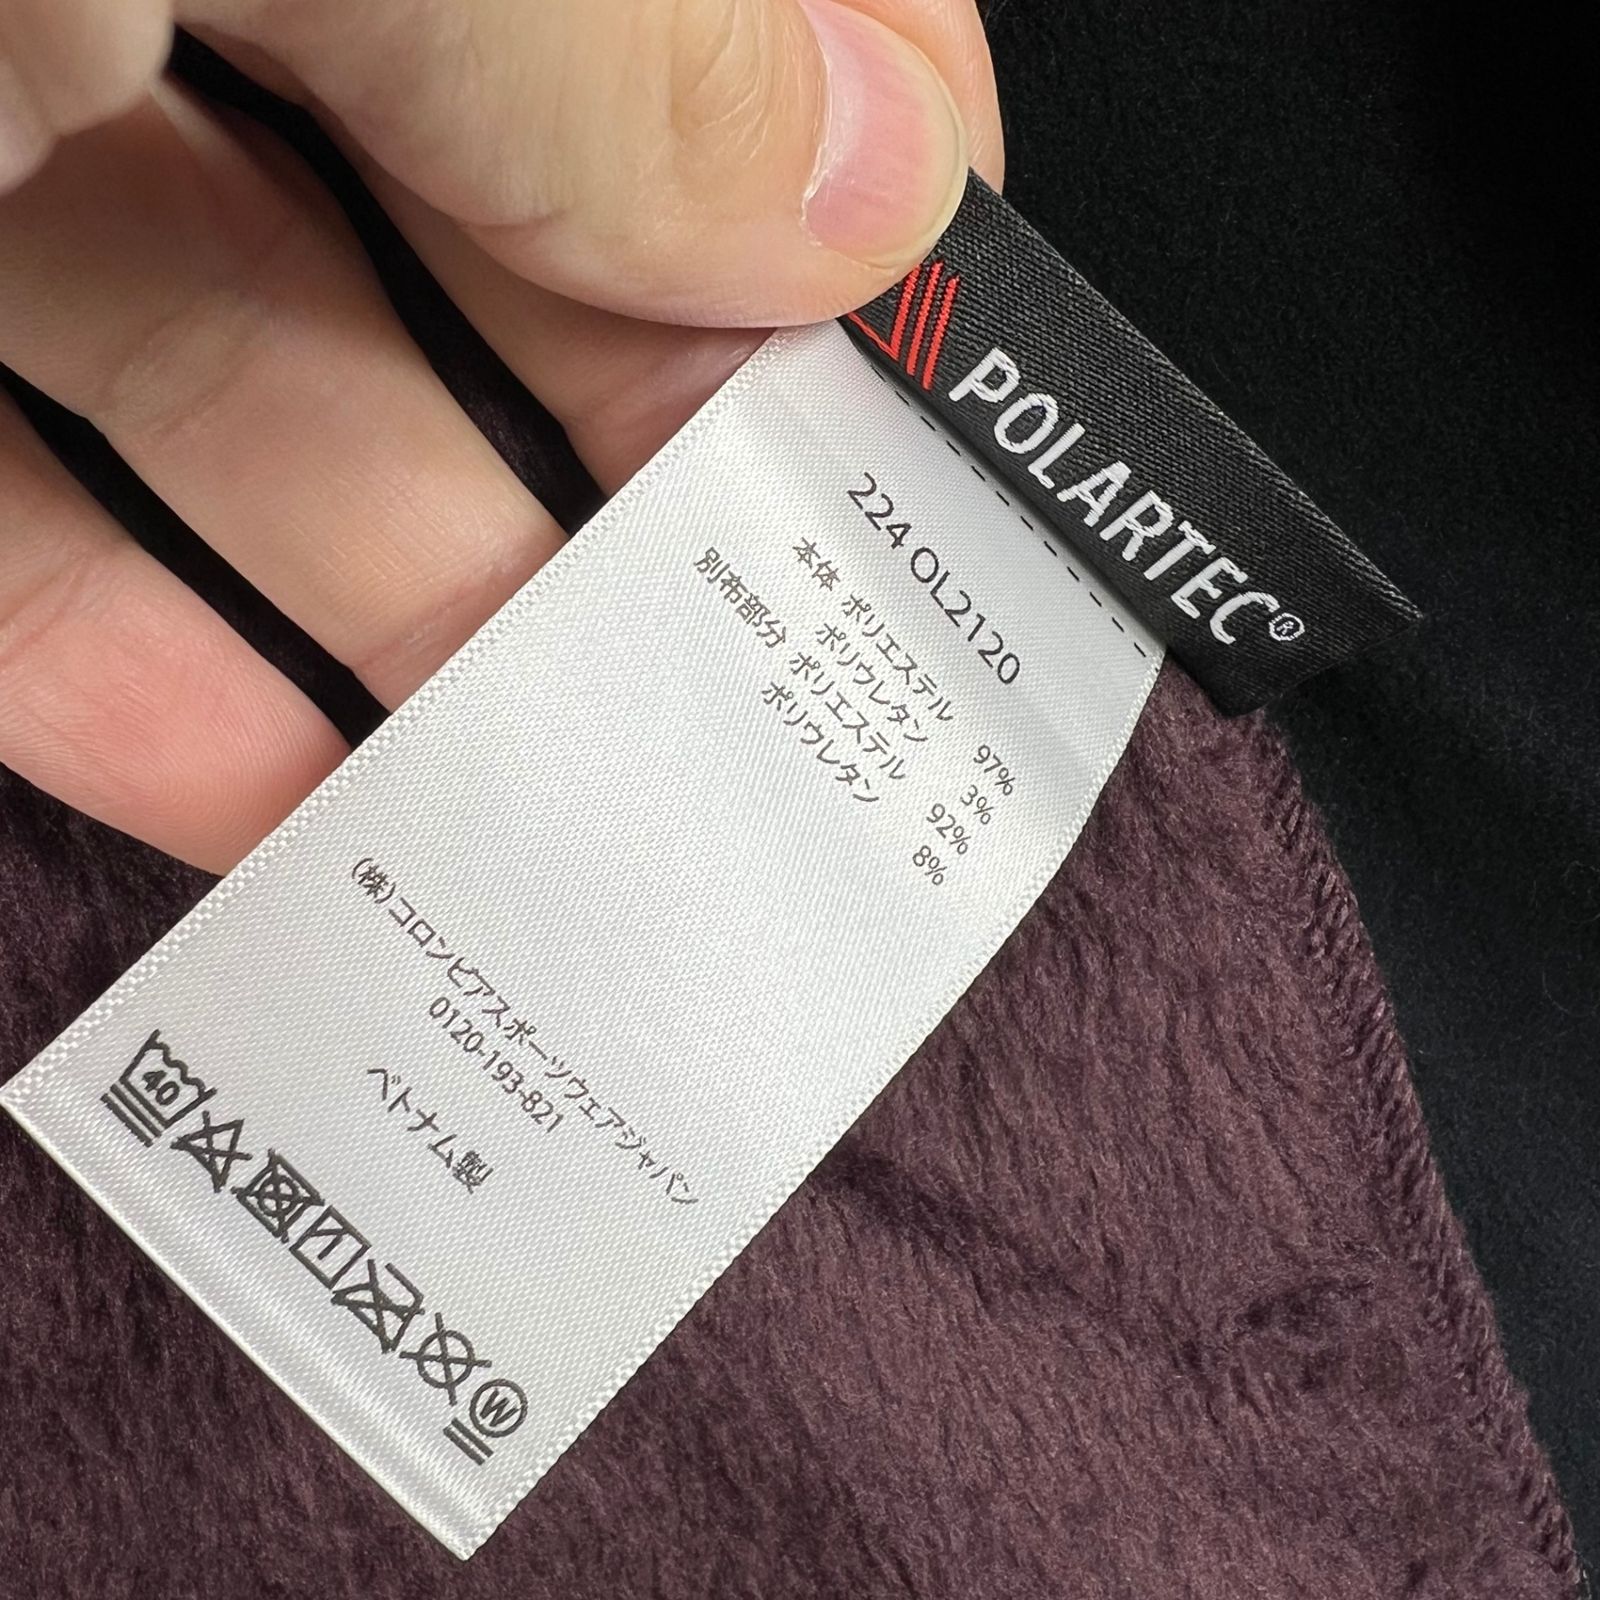 POLARTEC®
224 OL2120
本体 ポリエステル 97%
ポリウレタン 3%
別布部分 ポリエステル 92%
ポリウレタン 8%
(株)コロンビアスポーツウェアジャパン
0120-193-821
ベトナム製
40
W